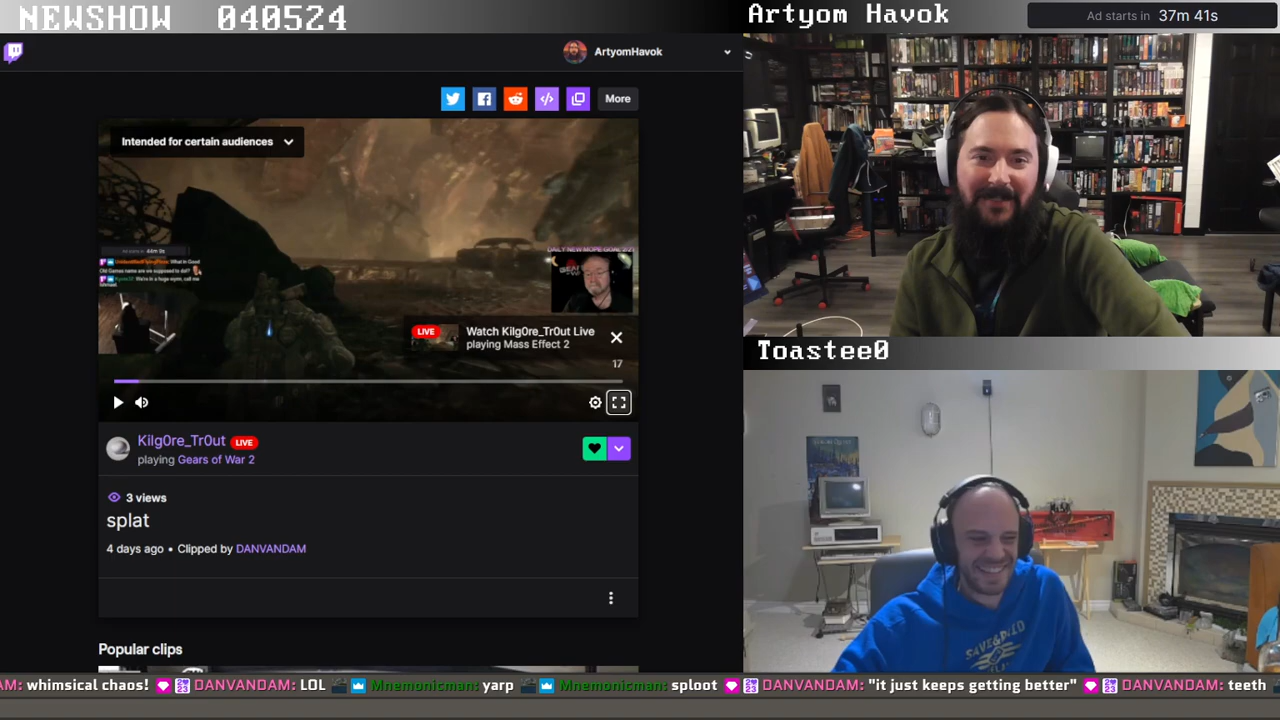 NEWSHOW 040524
Artyom Havok
Ad starts in 37m 41s
ArtyomHavok
More
Intended for certain audiences
LIVE
Watch Kilg0re_Tr0ut Live
playing Mass Effect 2
17
Kilg0re_Tr0ut LIVE
playing Gears of War 2
3 views
splat
4 days ago • Clipped by DANVANDAM
Popular clips
Toastee0
AM: whimsical chaos! DANVANDAM: LOL Mnemonicman: yarp Mnemonicman: sploot DANVANDAM: "it just keeps getting better" DANVANDAM: teeth